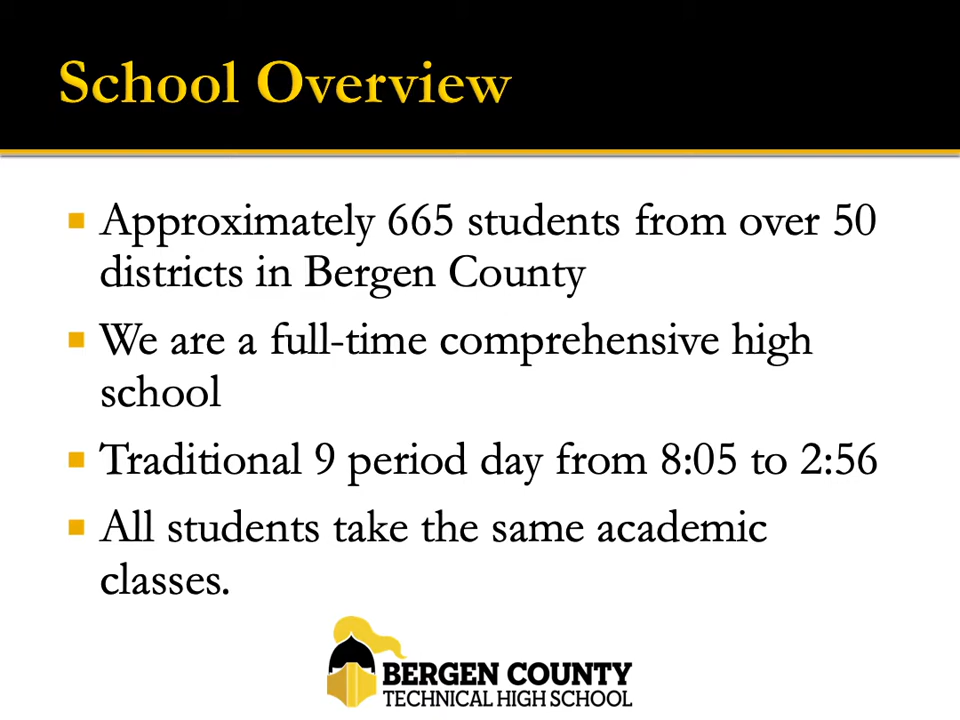 School Overview
Approximately 665 students from over 50
districts in Bergen County
We are a full-time comprehensive high
school
Traditional 9 period day from 8:05 to 2:56
All students take the same academic
classes.
BERGEN COUNTY
TECHNICAL HIGH SCHOOL